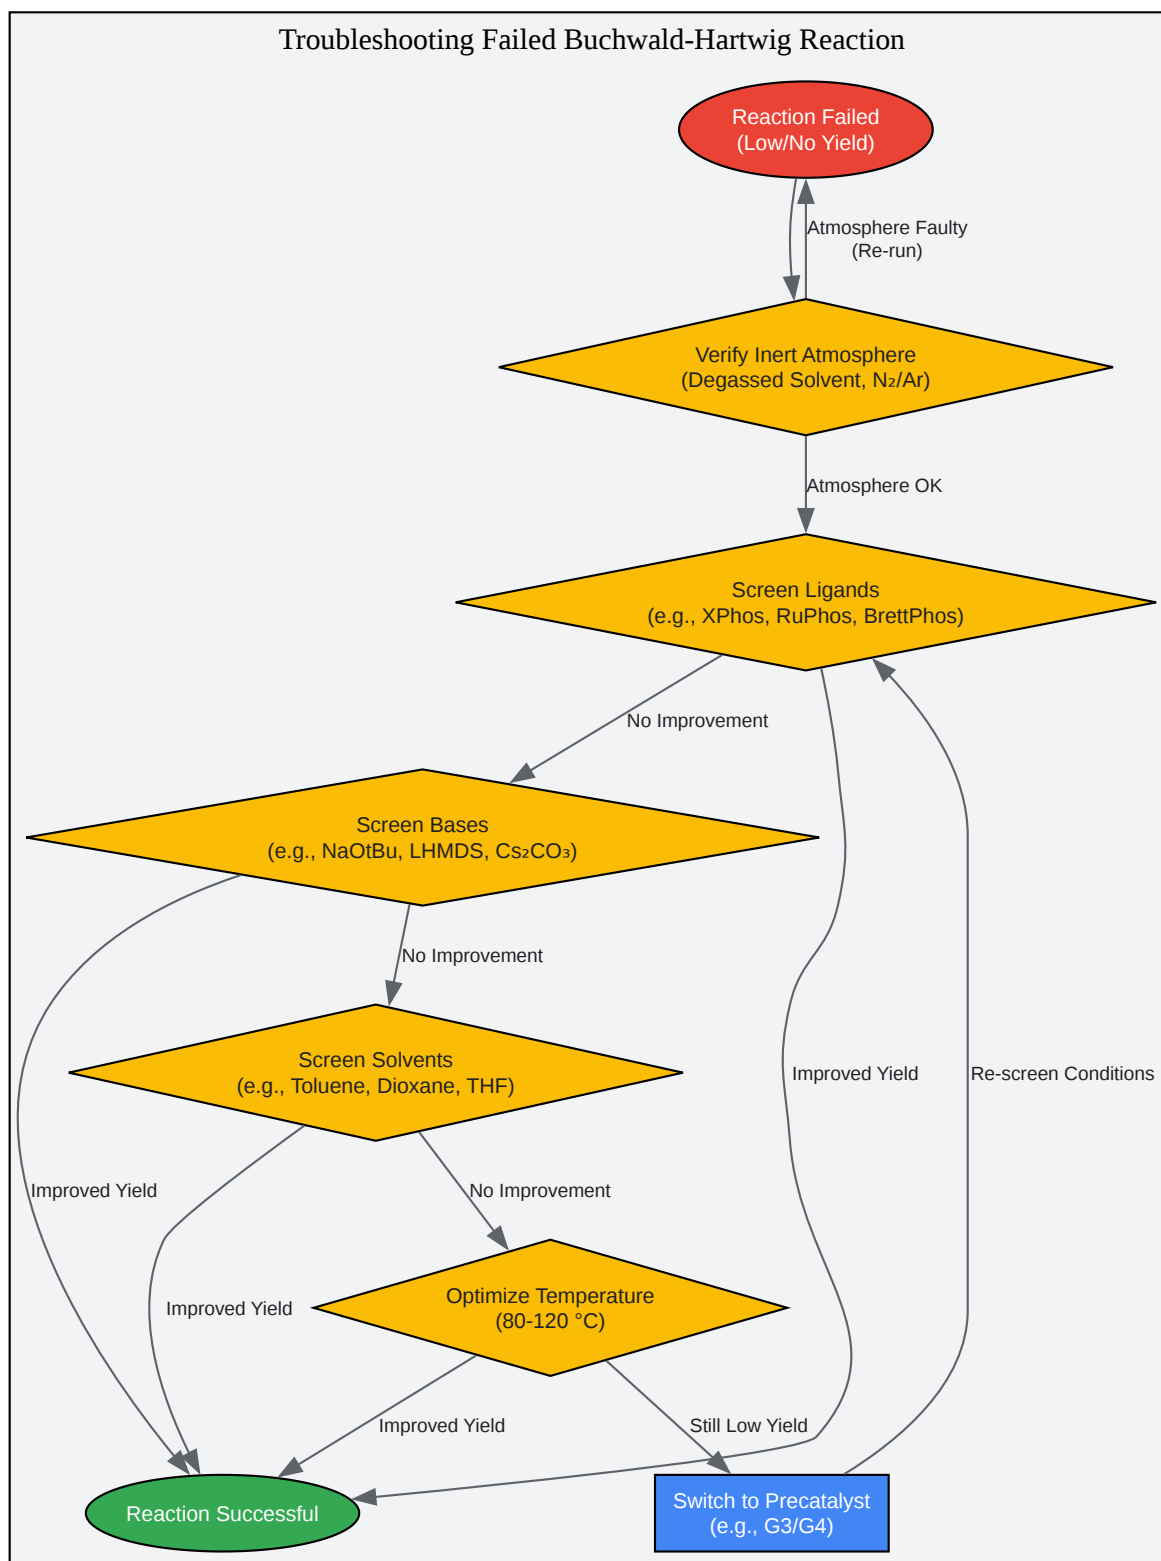 Troubleshooting Failed Buchwald-Hartwig Reaction
Reaction Failed
(Low/No Yield)
Atmosphere Faulty
(Re-run)
Verify Inert Atmosphere
(Degassed Solvent, N₂/Ar)
Atmosphere OK
Screen Ligands
(e.g., XPhos, RuPhos, BrettPhos)
No Improvement
Screen Bases
(e.g., NaOtBu, LHMDS, Cs₂CO₃)
No Improvement
Screen Solvents
(e.g., Toluene, Dioxane, THF)
Improved Yield
Re-screen Conditions
Improved Yield
No Improvement
Improved Yield
Optimize Temperature
(80-120 °C)
Improved Yield
Still Low Yield
Reaction Successful
Switch to Precatalyst
(e.g., G3/G4)